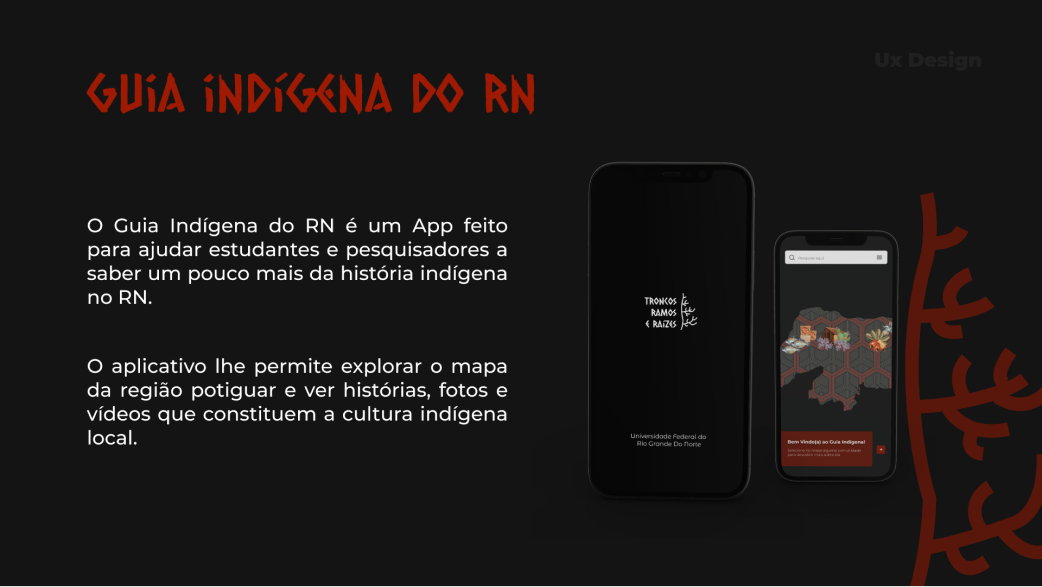 Ux Design
GUIA INDÍGENA DO RN
O Guia Indígena do RN é um App feito
para ajudar estudantes e pesquisadores a
saber um pouco mais da história indígena
no RN.
O aplicativo lhe permite explorar o mapa
da região potiguar e ver histórias, fotos e
vídeos que constituem a cultura indígena
local.
TRONCOS
RAMOS
E RAÍZES
Universidade Federal do
Rio Grande Do Norte
Pesquise aqui
Bem Vindo(a) ao Guia Indígena!